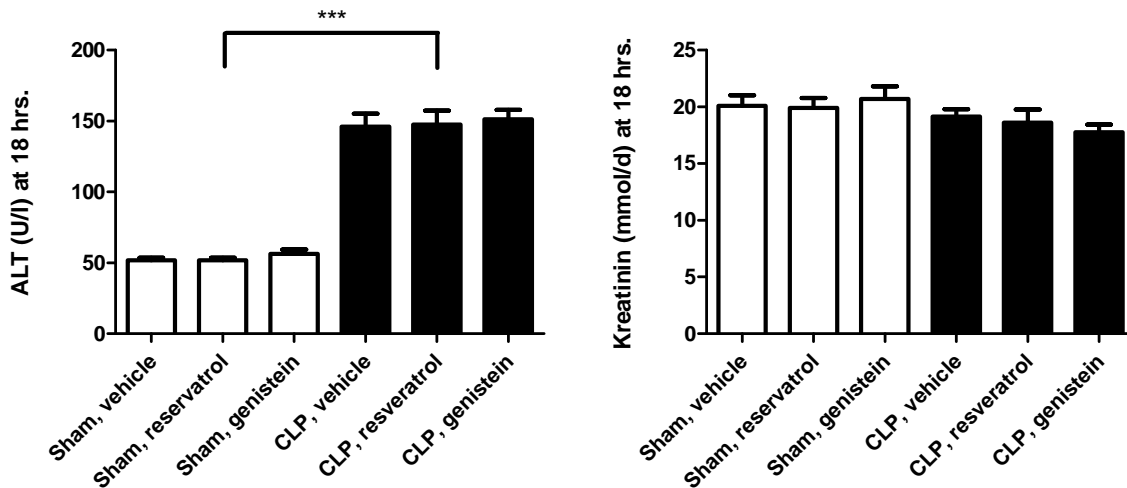 ***
ALT (U/l) at 18 hrs.
200
150
100
50
0
Sham, vehicle
Sham, reservatrol
Sham, genistein
CLP, vehicle
CLP, resveratrol
CLP, genistein
Kreatinin (mmol/d) at 18 hrs.
25
20
15
10
5
0
Sham, vehicle
Sham, reservatrol
Sham, genistein
CLP, vehicle
CLP, resveratrol
CLP, genistein